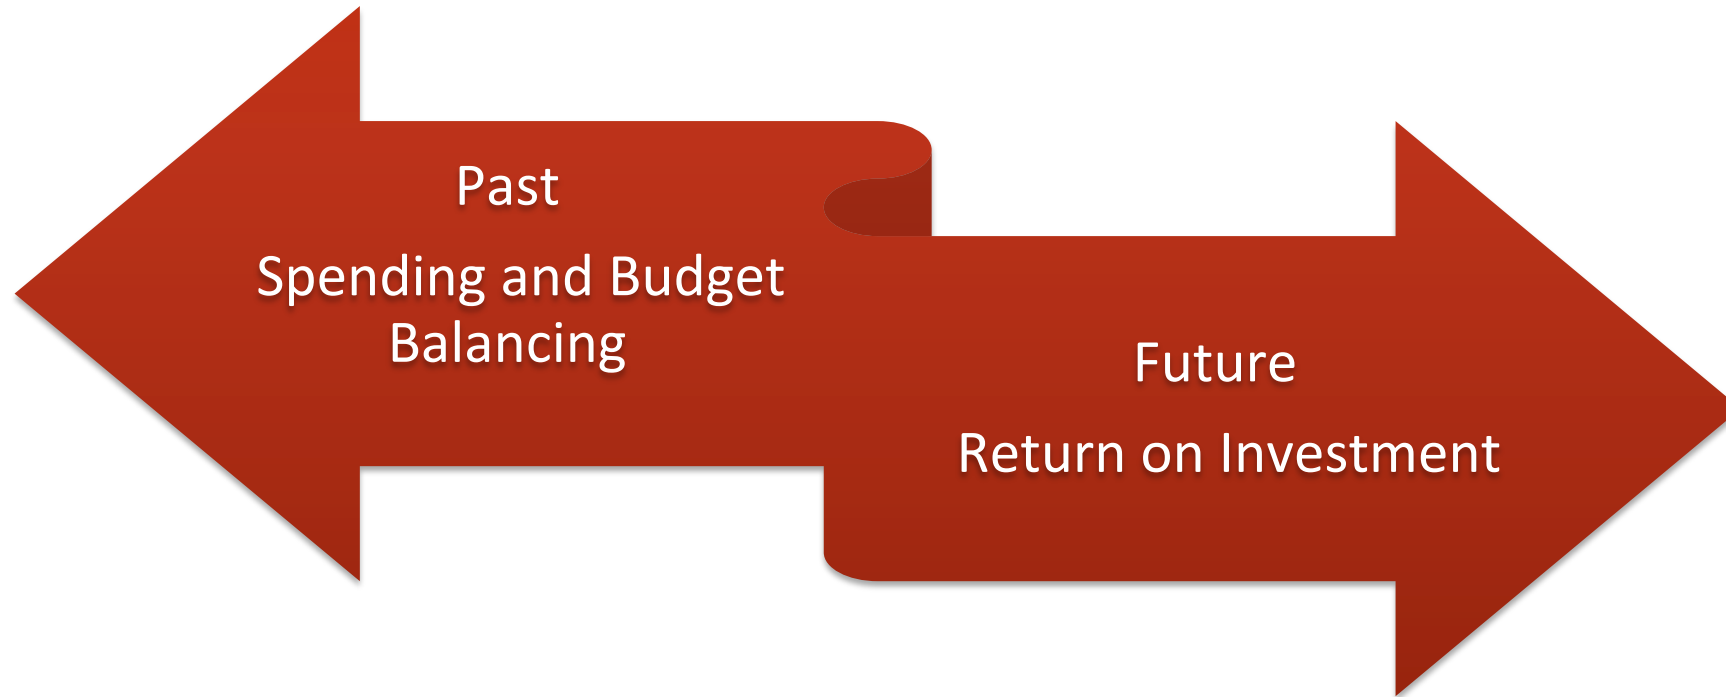 Past
Spending and Budget
Balancing
Future
Return on Investment